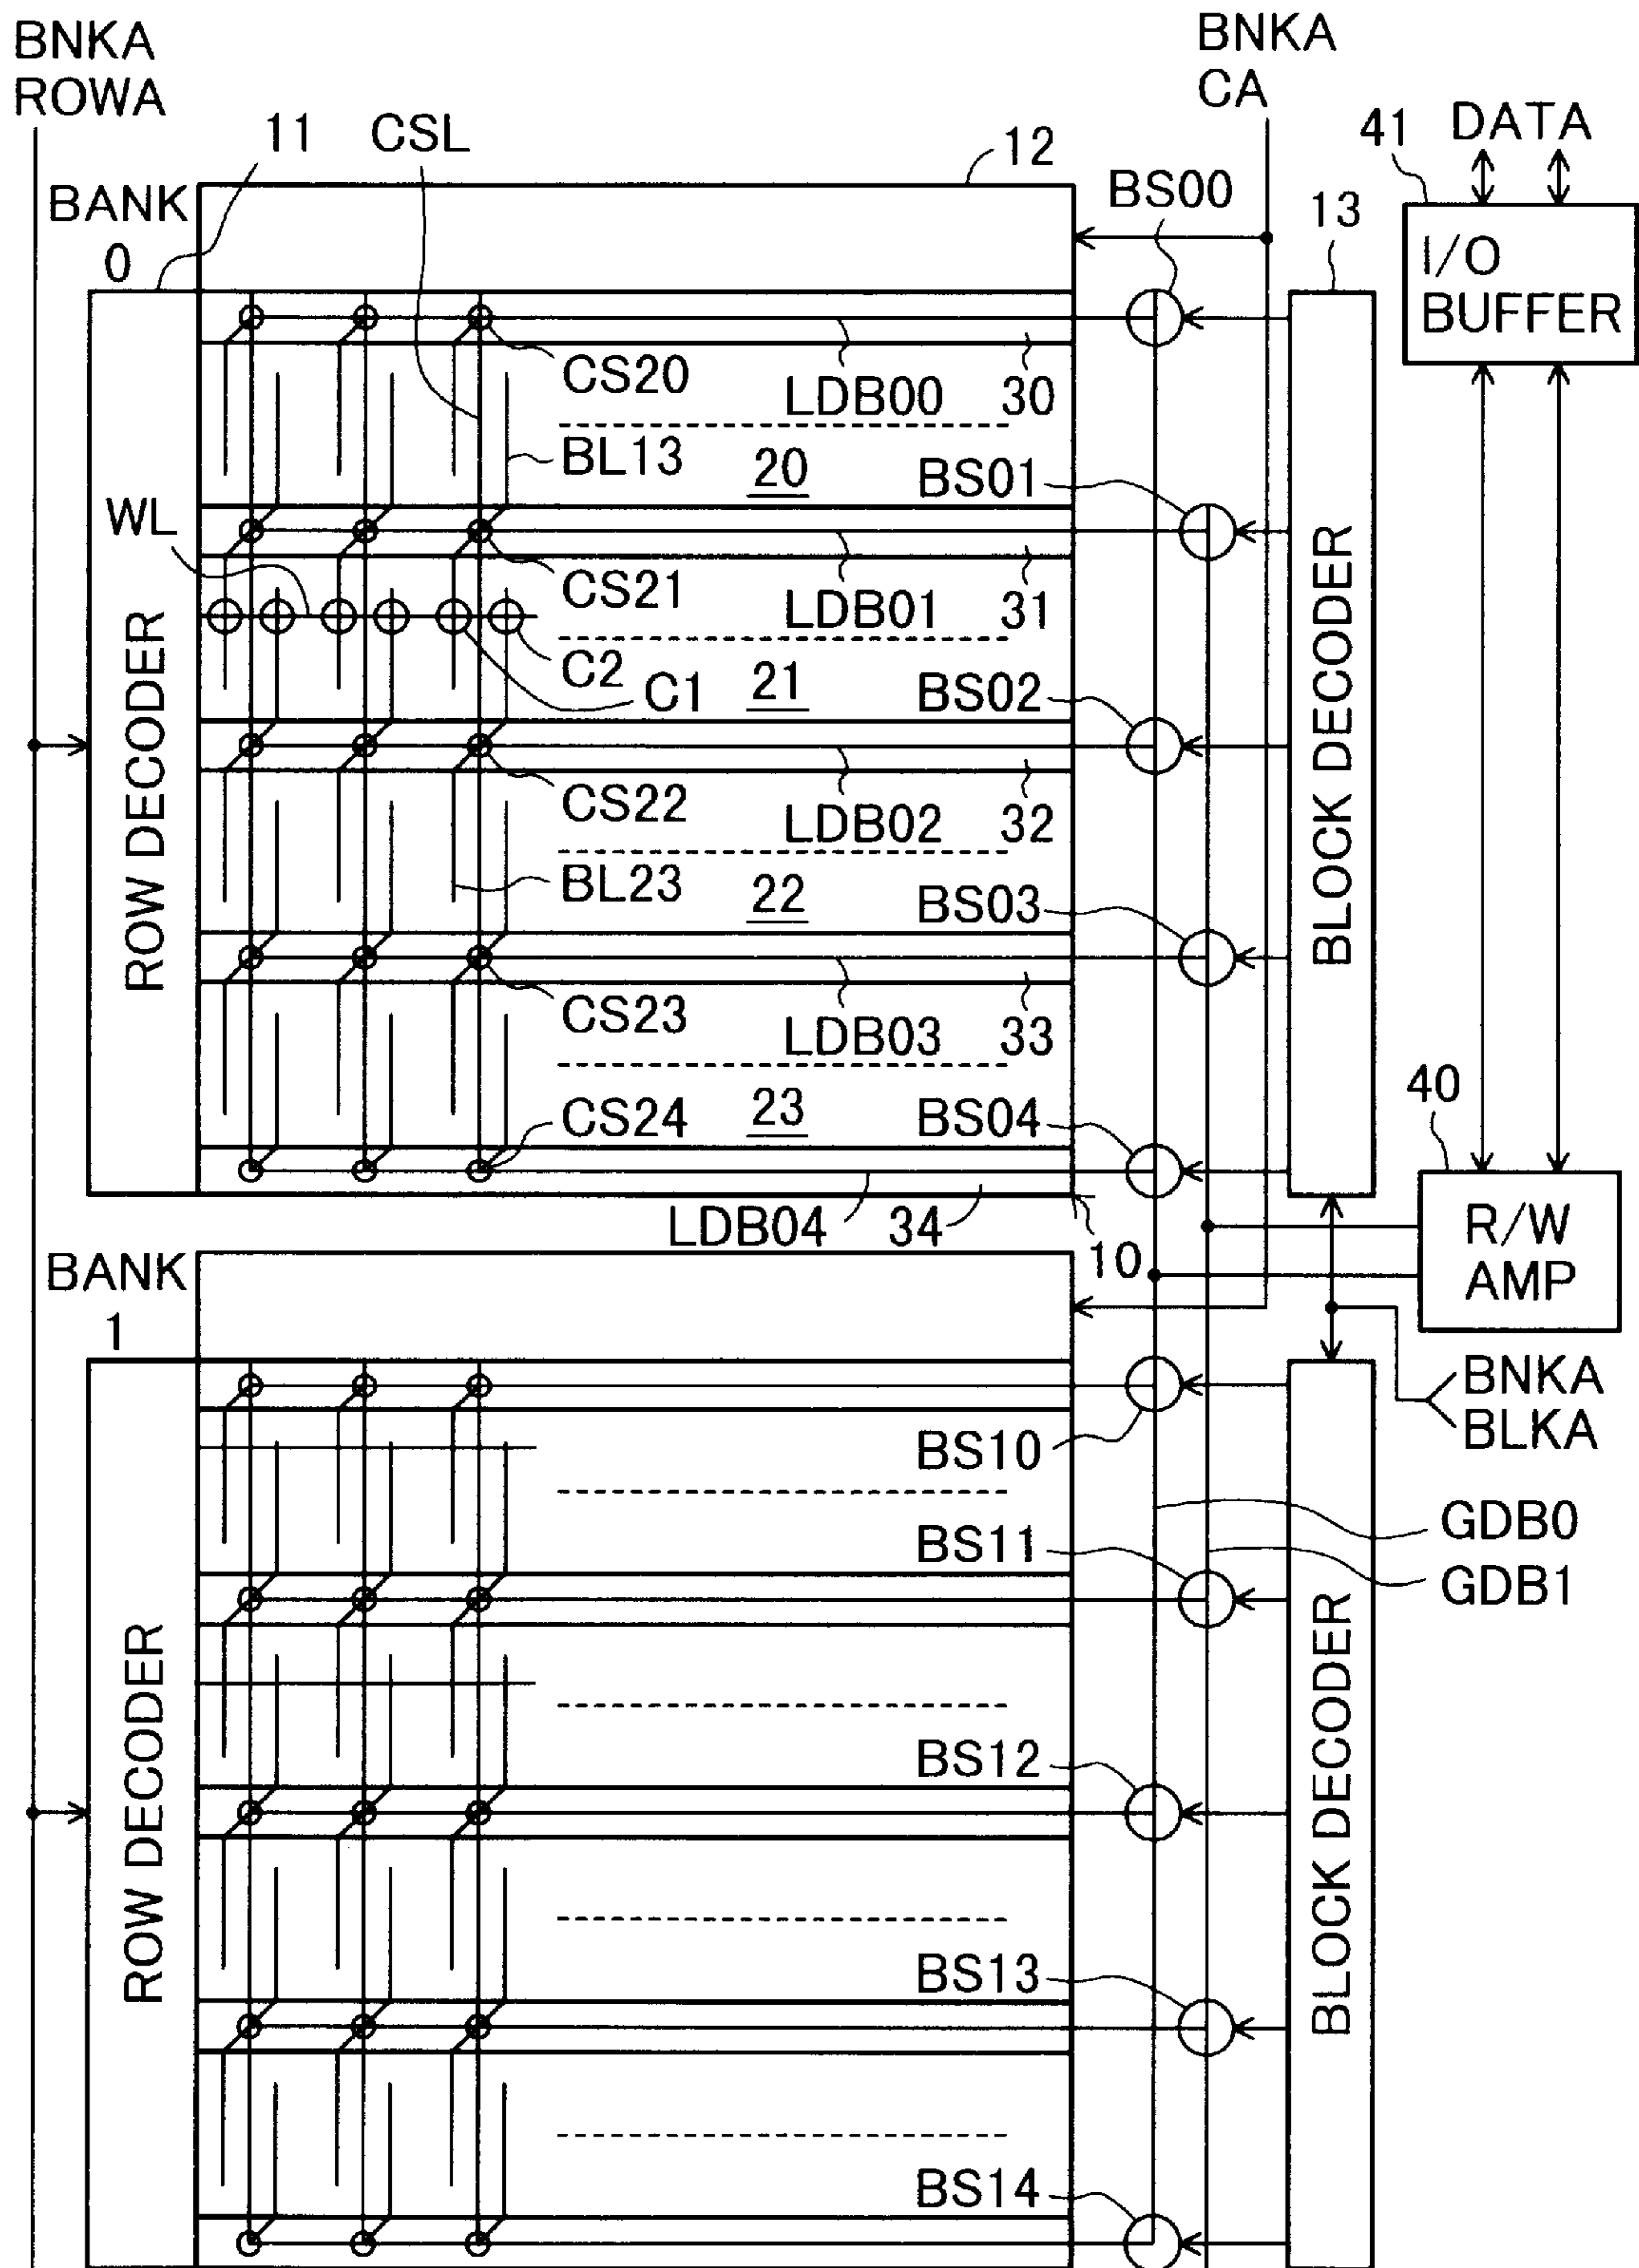 BNKA
ROWA
BNKA
CA
11
CSL
12
41
DATA
BANK
0
BS00
13
I/O
BUFFER
CS20
LDB00
30
BL13
20
BS01
WL
CS21
LDB01
31
C2
C1
21
BS02
ROW DECODER
BLOCK DECODER
CS22
LDB02
32
BL23
22
BS03
CS23
LDB03
33
CS24
23
BS04
40
LDB04
34
10
R/W
AMP
BANK
1
BNKA
BLKA
BS10
GDB0
BS11
GDB1
ROW DECODER
BLOCK DECODER
BS12
BS13
BS14